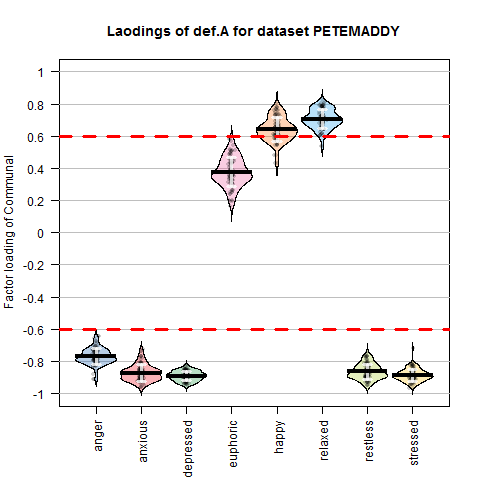 Laodings of def.A for dataset PETEMADDY
Factor loading of Communal
1
0.8
0.6
0.4
0.2
0
-0.2
-0.4
-0.6
-0.8
-1
anger
anxious
depressed
euphoric
happy
relaxed
restless
stressed